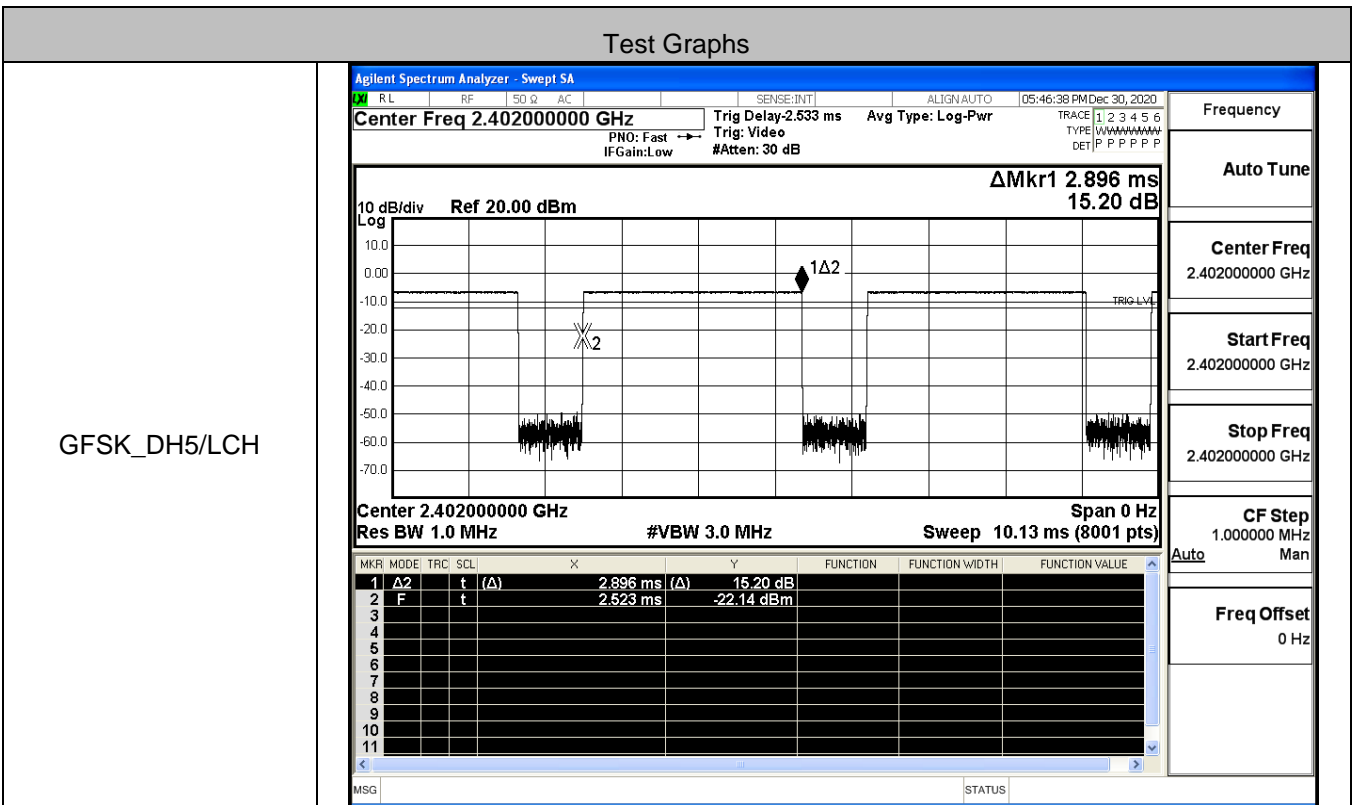 Test Graphs
GFSK_DH5/LCH
Agilent Spectrum Analyzer - Swept SA
LXI RL RF 50 Ω AC SENSE:INT ALIGN AUTO 05:46:38 PM Dec 30, 2020
Center Freq 2.402000000 GHz
PNO: Fast
IFGain:Low
Trig Delay-2.533 ms
Trig: Video
#Atten: 30 dB
Avg Type: Log-Pwr
TRACE 1 2 3 4 5 6
TYPE WWWWWW
DET P P P P P P
ΔMkr1 2.896 ms
15.20 dB
10 dB/div Ref 20.00 dBm
Log
10.0
0.00
-10.0
-20.0
-30.0
-40.0
-50.0
-60.0
-70.0
1Δ2
TRIG LVL
2
Center 2.402000000 GHz Span 0 Hz
Res BW 1.0 MHz #VBW 3.0 MHz Sweep 10.13 ms (8001 pts)
MKR MODE TRC SCL X Y FUNCTION FUNCTION WIDTH FUNCTION VALUE
1 Δ2 t (Δ) 2.896 ms (Δ) 15.20 dB
2 F t 2.523 ms -22.14 dBm
3
4
5
6
7
8
9
10
11
MSG STATUS
Frequency
Auto Tune
Center Freq
2.402000000 GHz
Start Freq
2.402000000 GHz
Stop Freq
2.402000000 GHz
CF Step
1.000000 MHz
Auto Man
Freq Offset
0 Hz